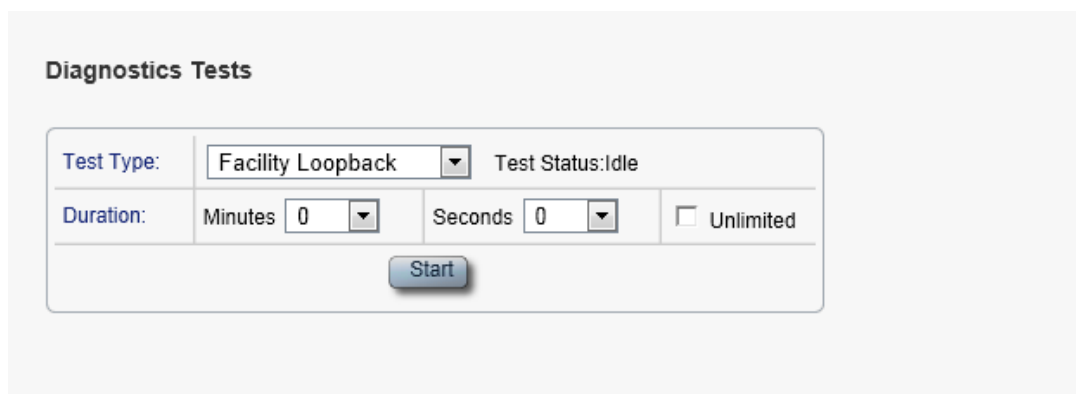 Diagnostics Tests
Test Type: Facility Loopback Test Status:Idle
Duration: Minutes 0 Seconds 0 Unlimited
Start